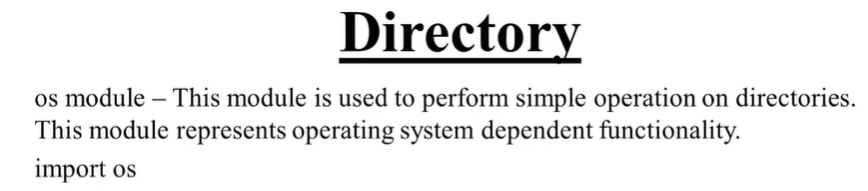 Directory
os module – This module is used to perform simple operation on directories.
This module represents operating system dependent functionality.
import os